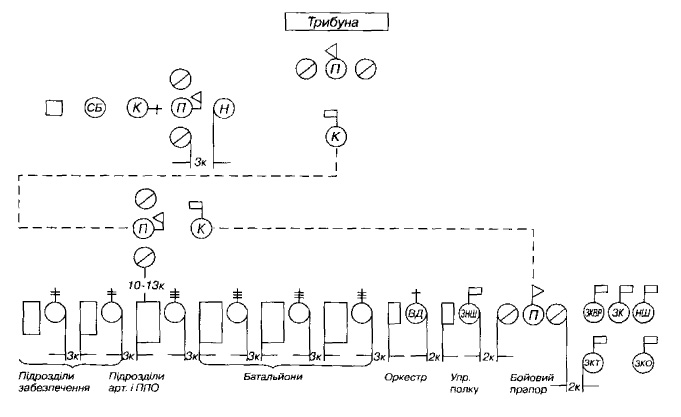 Трибуна
П
СБ К П Н
К
3к
П К
10-13к
ВД ЗНШ П ЗКВР ЗК НШ
3к 3к 3к 3к 3к 3к 2к 2к
ЗКТ ЗКО
2к
Підрозділи забезпечення
Підрозділи арт. і ППО
Батальйони
Оркестр
Упр. полку
Бойовий прапор